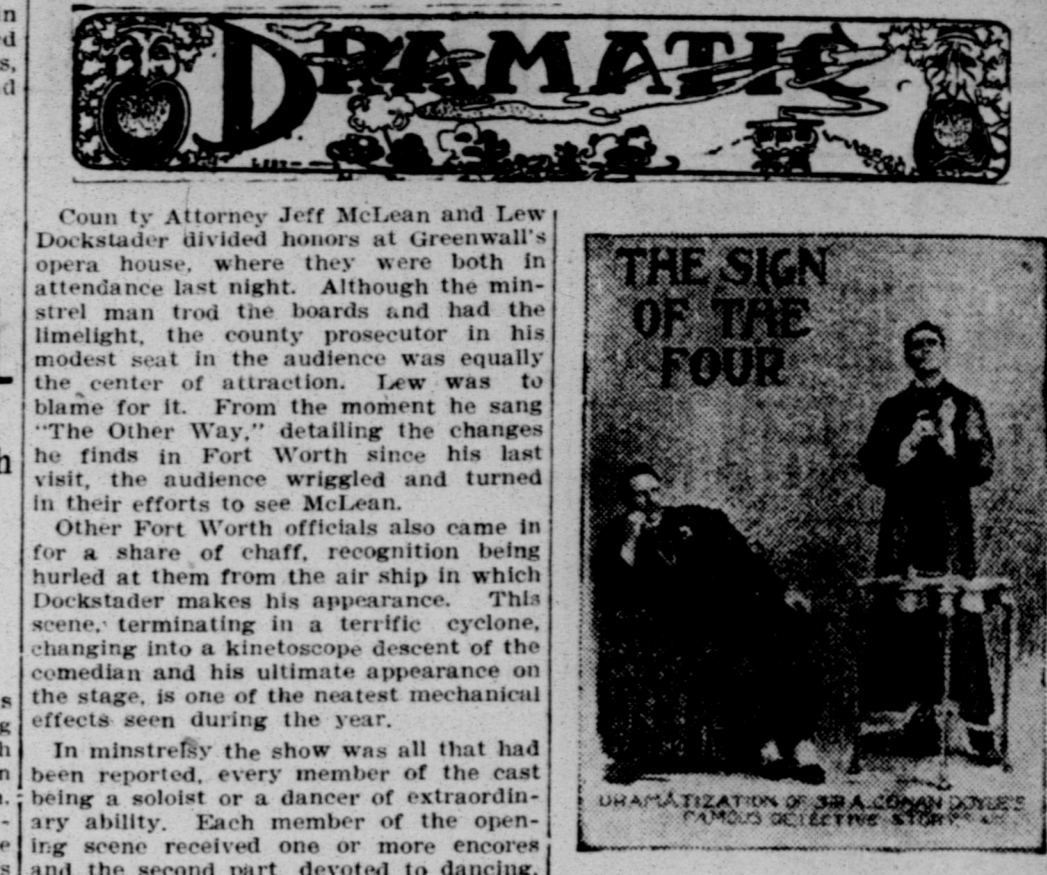 DRAMATIC
Coun ty Attorney Jeff McLean and Lew
Dockstader divided honors at Greenwall's
opera house, where they were both in
attendance last night. Although the min-
strel man trod the boards and had the
limelight, the county prosecutor in his
modest seat in the audience was equally
the center of attraction. Lew was to
blame for it. From the moment he sang
"The Other Way," detailing the changes
he finds in Fort Worth since his last
visit, the audience wriggled and turned
in their efforts to see McLean.
Other Fort Worth officials also came in
for a share of chaff, recognition being
hurled at them from the air ship in which
Dockstader makes his appearance. This
scene, terminating in a terrific cyclone,
changing into a kinetoscope descent of the
comedian and his ultimate appearance on
the stage, is one of the neatest mechanical
effects seen during the year.
In minstrelsy the show was all that had
been reported, every member of the cast
being a soloist or a dancer of extraordin-
ary ability. Each member of the open-
ing scene received one or more encores
and the second part, devoted to dancing,
THE SIGN
OF THE
FOUR
DRAMATIZATION OF SIR A. CONAN DOYLE'S
FAMOUS DETECTIVE STORY